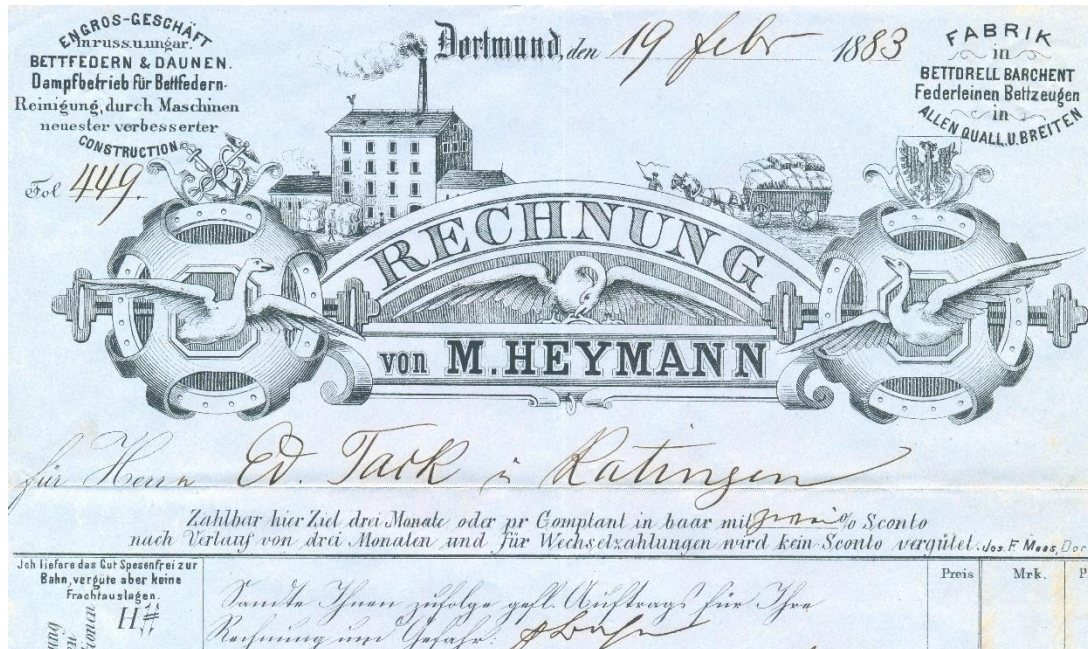 ENGROS-GESCHÄFT
in russ. u. ungar.
BETTFEDERN & DAUNEN.
Dampfbetrieb für Bettfedern-
Reinigung, durch Maschinen
neuester verbesserter
CONSTRUCTION.
Dortmund, den 19 Febr 1883
FABRIK
in
BETTDRELL BARCHENT
Federleinen Bettzeugen
in
ALLEN QUALL. U. BREITEN
Fol 449.
RECHNUNG
von M. HEYMANN
für Herrn Ed. Tack in Ratingen
Zahlbar hier Ziel drei Monate oder pr Comptant in baar mit % Sconto
nach Verlauf von drei Monaten und für Wechselzahlungen wird kein Sconto vergütet.
Jos. F. Maas, Dor
Ich liefere das Gut Spesenfrei zur
Bahn, vergüte aber keine
Frachtauslagen.
H #
Preis Mrk. P
Sandte Ihnen zufolge gefl. Auftrags für Ihre
Rechnung und Gefahr: Bahn